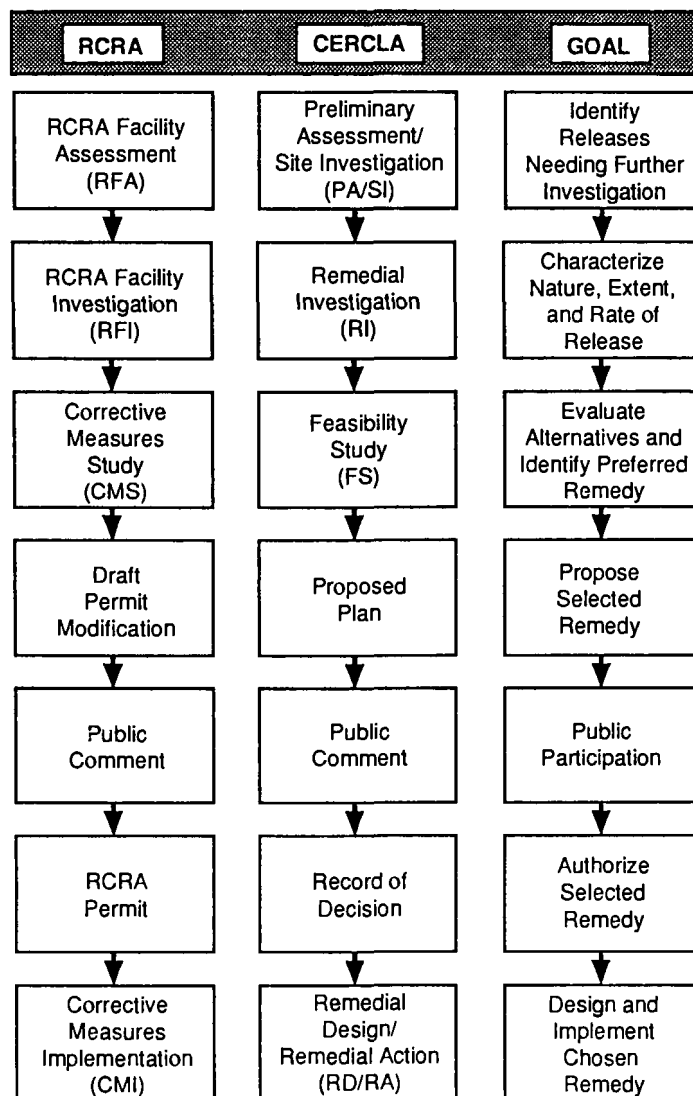 RCRA
CERCLA
GOAL
RCRA Facility
Assessment
(RFA)
Preliminary
Assessment/
Site Investigation
(PA/SI)
Identify
Releases
Needing Further
Investigation
RCRA Facility
Investigation
(RFI)
Remedial
Investigation
(RI)
Characterize
Nature, Extent,
and Rate of
Release
Corrective
Measures
Study
(CMS)
Feasibility
Study
(FS)
Evaluate
Alternatives and
Identify Preferred
Remedy
Draft
Permit
Modification
Proposed
Plan
Propose
Selected
Remedy
Public
Comment
Public
Comment
Public
Participation
RCRA
Permit
Record of
Decision
Authorize
Selected
Remedy
Corrective
Measures
Implementation
(CMI)
Remedial
Design/
Remedial Action
(RD/RA)
Design and
Implement
Chosen
Remedy